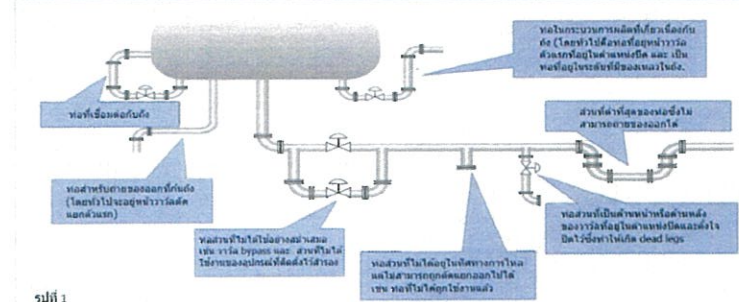 ท่อในกระบวนการผลิตที่เกี่ยวเนื่องกับ
ถัง (โดยทั่วไปคือท่อที่อยู่หน้าวาล์ว
ตัวแรกที่อยู่ในตำแหน่งปิด และ เป็น
ท่อที่อยู่ในระดับที่มีของเหลวในถัง.
ท่อที่เชื่อมต่อกับถัง
ส่วนที่ต่ำที่สุดของท่อซึ่งไม่
สามารถถ่ายของออกได้
ท่อสำหรับถ่ายของออกที่ก้นถัง
(โดยทั่วไปจะอยู่หน้าวาล์วตัด
แยกตัวแรก)
ท่อส่วนที่ไม่ได้ใช้อย่างสม่ำเสมอ
เช่น วาล์ว bypass และ ส่วนที่ไม่ได้
ใช้งานของอุปกรณ์ที่ติดตั้งไว้สำรอง
ท่อส่วนที่ไม่ได้อยู่ในทิศทางการไหล
แต่ไม่สามารถถูกตัดแยกออกไปได้
เช่น ท่อที่ไม่ได้ถูกใช้งานแล้ว
ท่อส่วนที่เป็นด้านหน้าหรือด้านหลัง
ของวาล์วที่อยู่ในตำแหน่งปิดและตั้งใจ
ปิดไว้ซึ่งทำให้เกิด dead legs
รูปที่ 1